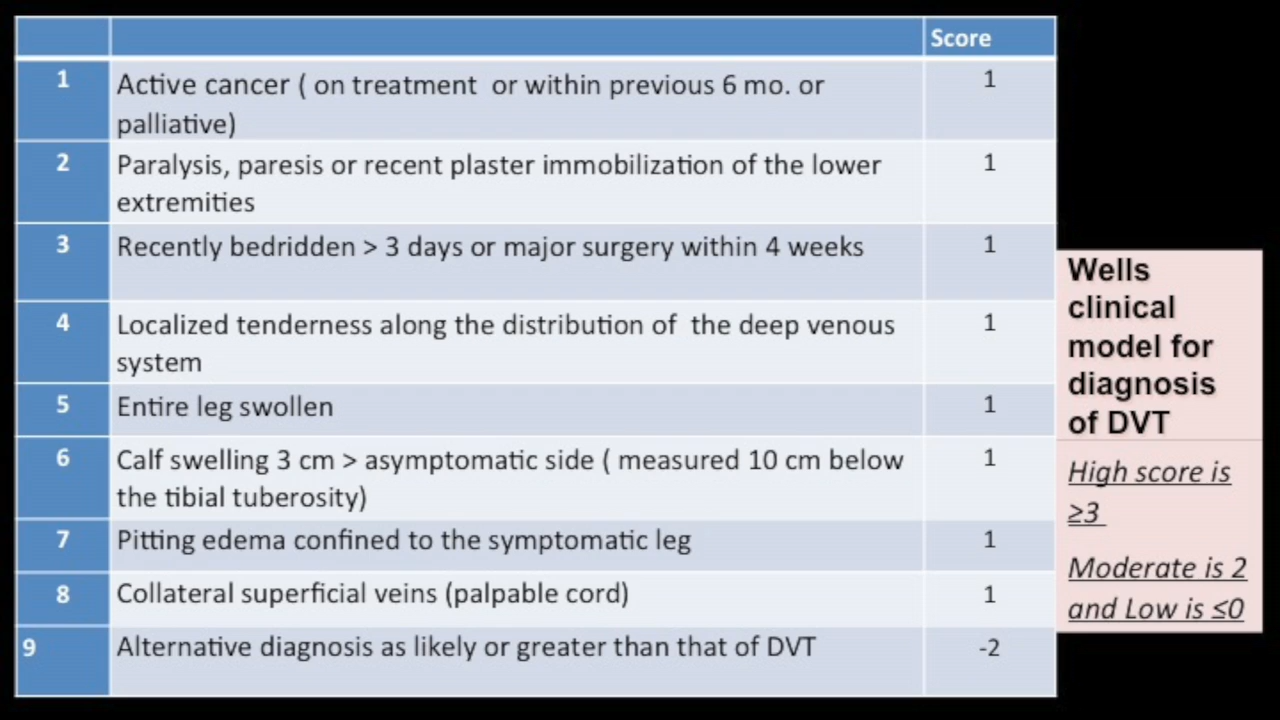 Score
1 Active cancer ( on treatment  or within previous 6 mo. or 1
palliative)
2 Paralysis, paresis or recent plaster immobilization of the lower 1
extremities
3 Recently bedridden > 3 days or major surgery within 4 weeks 1
4 Localized tenderness along the distribution of  the deep venous 1
system
5 Entire leg swollen 1
6 Calf swelling 3 cm > asymptomatic side ( measured 10 cm below 1
the tibial tuberosity)
7 Pitting edema confined to the symptomatic leg 1
8 Collateral superficial veins (palpable cord) 1
9 Alternative diagnosis as likely or greater than that of DVT -2
Wells
clinical
model for
diagnosis
of DVT
High score is
≥3
Moderate is 2
and Low is ≤0